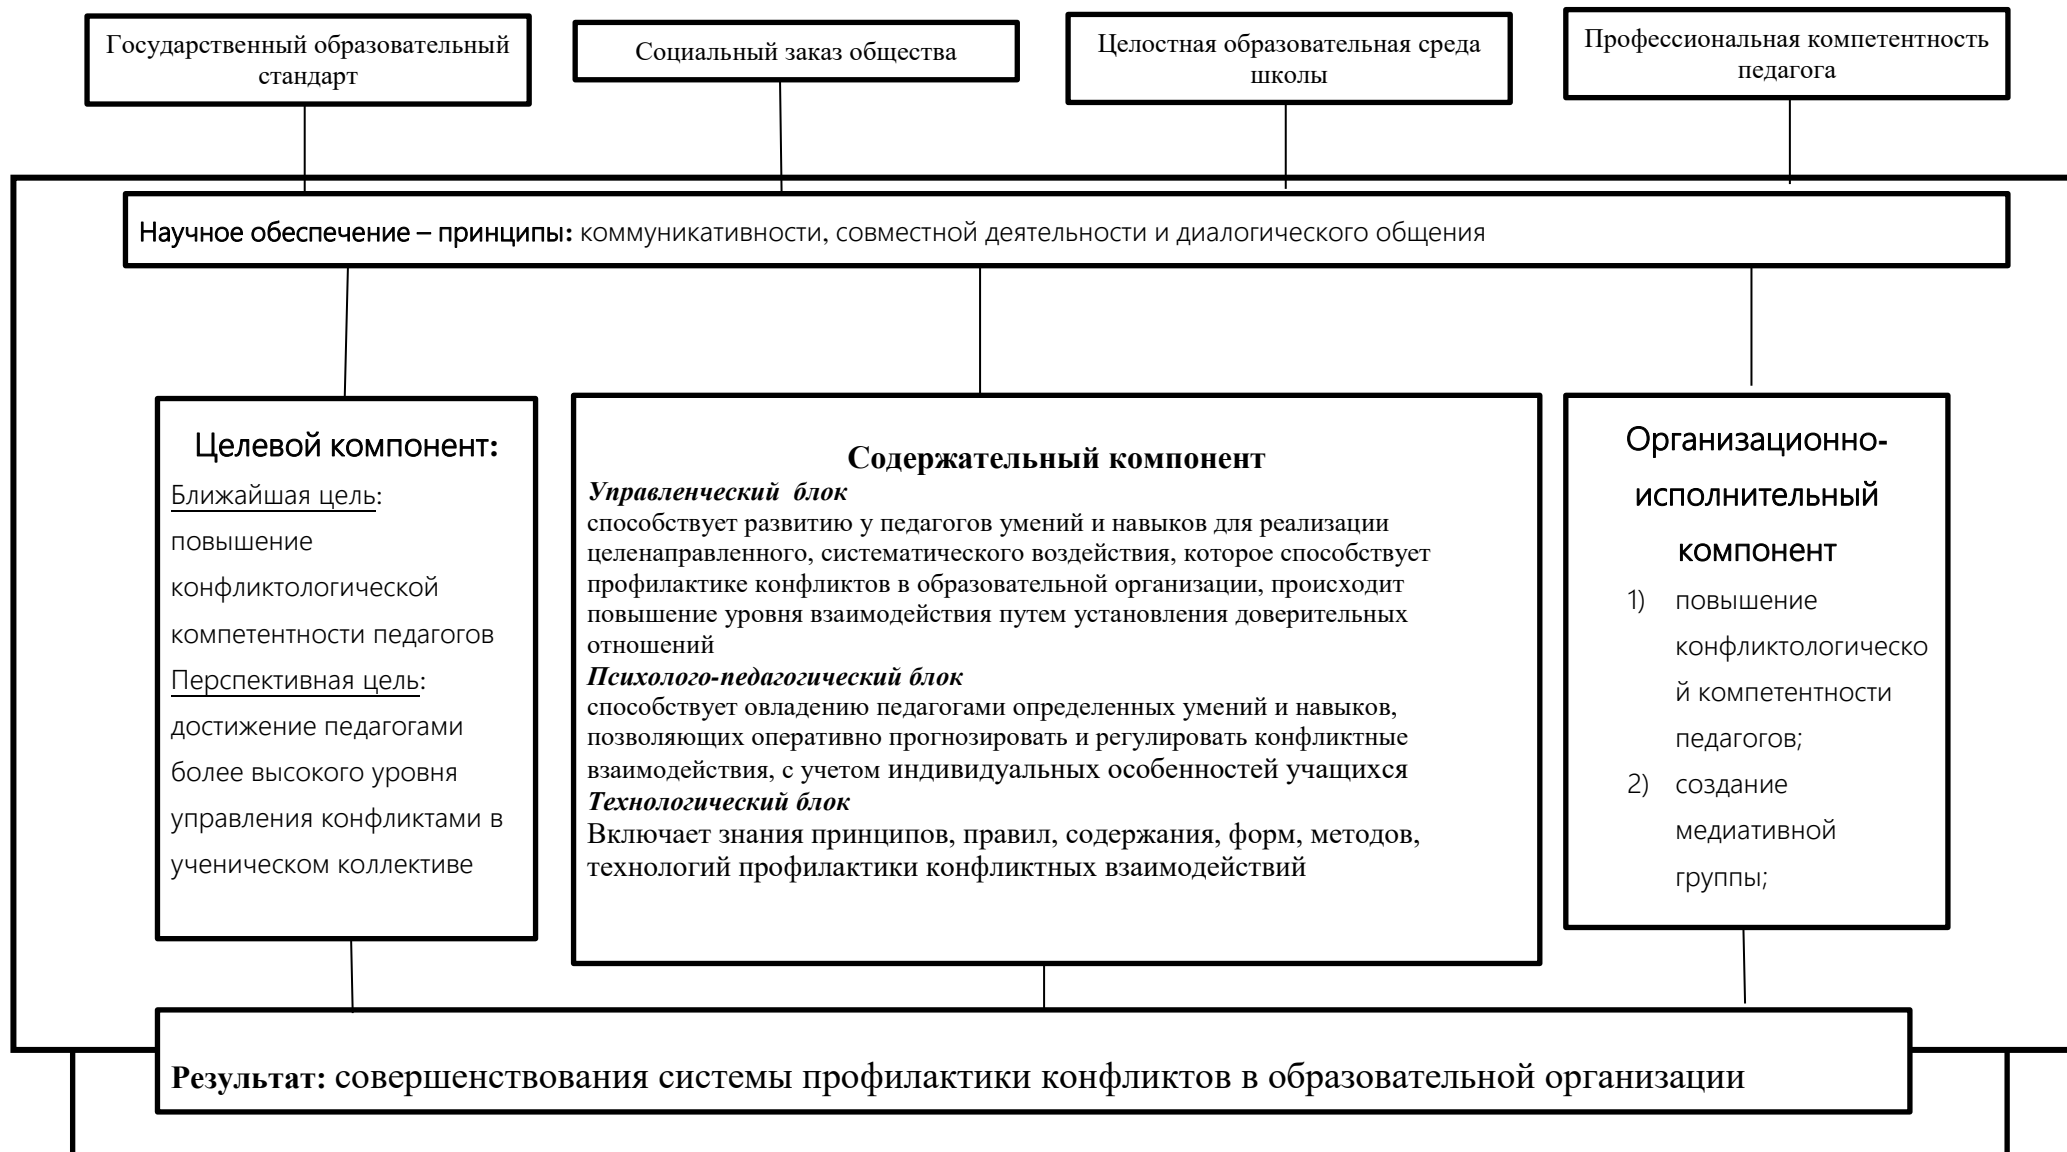 Государственный образовательный
стандарт
Социальный заказ общества
Целостная образовательная среда
школы
Профессиональная компетентность
педагога
Научное обеспечение – принципы: коммуникативности, совместной деятельности и диалогического общения
Целевой компонент:
Ближайшая цель:
повышение
конфликтологической
компетентности педагогов
Перспективная цель:
достижение педагогами
более высокого уровня
управления конфликтами в
ученическом коллективе
Содержательный компонент
Управленческий блок
способствует развитию у педагогов умений и навыков для реализации
целенаправленного, систематического воздействия, которое способствует
профилактике конфликтов в образовательной организации, происходит
повышение уровня взаимодействия путем установления доверительных
отношений
Психолого-педагогический блок
способствует овладению педагогами определенных умений и навыков,
позволяющих оперативно прогнозировать и регулировать конфликтные
взаимодействия, с учетом индивидуальных особенностей учащихся
Технологический блок
Включает знания принципов, правил, содержания, форм, методов,
технологий профилактики конфликтных взаимодействий
Организационно-
исполнительный
компонент
1) повышение
конфликтологическо
й компетентности
педагогов;
2) создание
медиативной
группы;
Результат: совершенствования системы профилактики конфликтов в образовательной организации